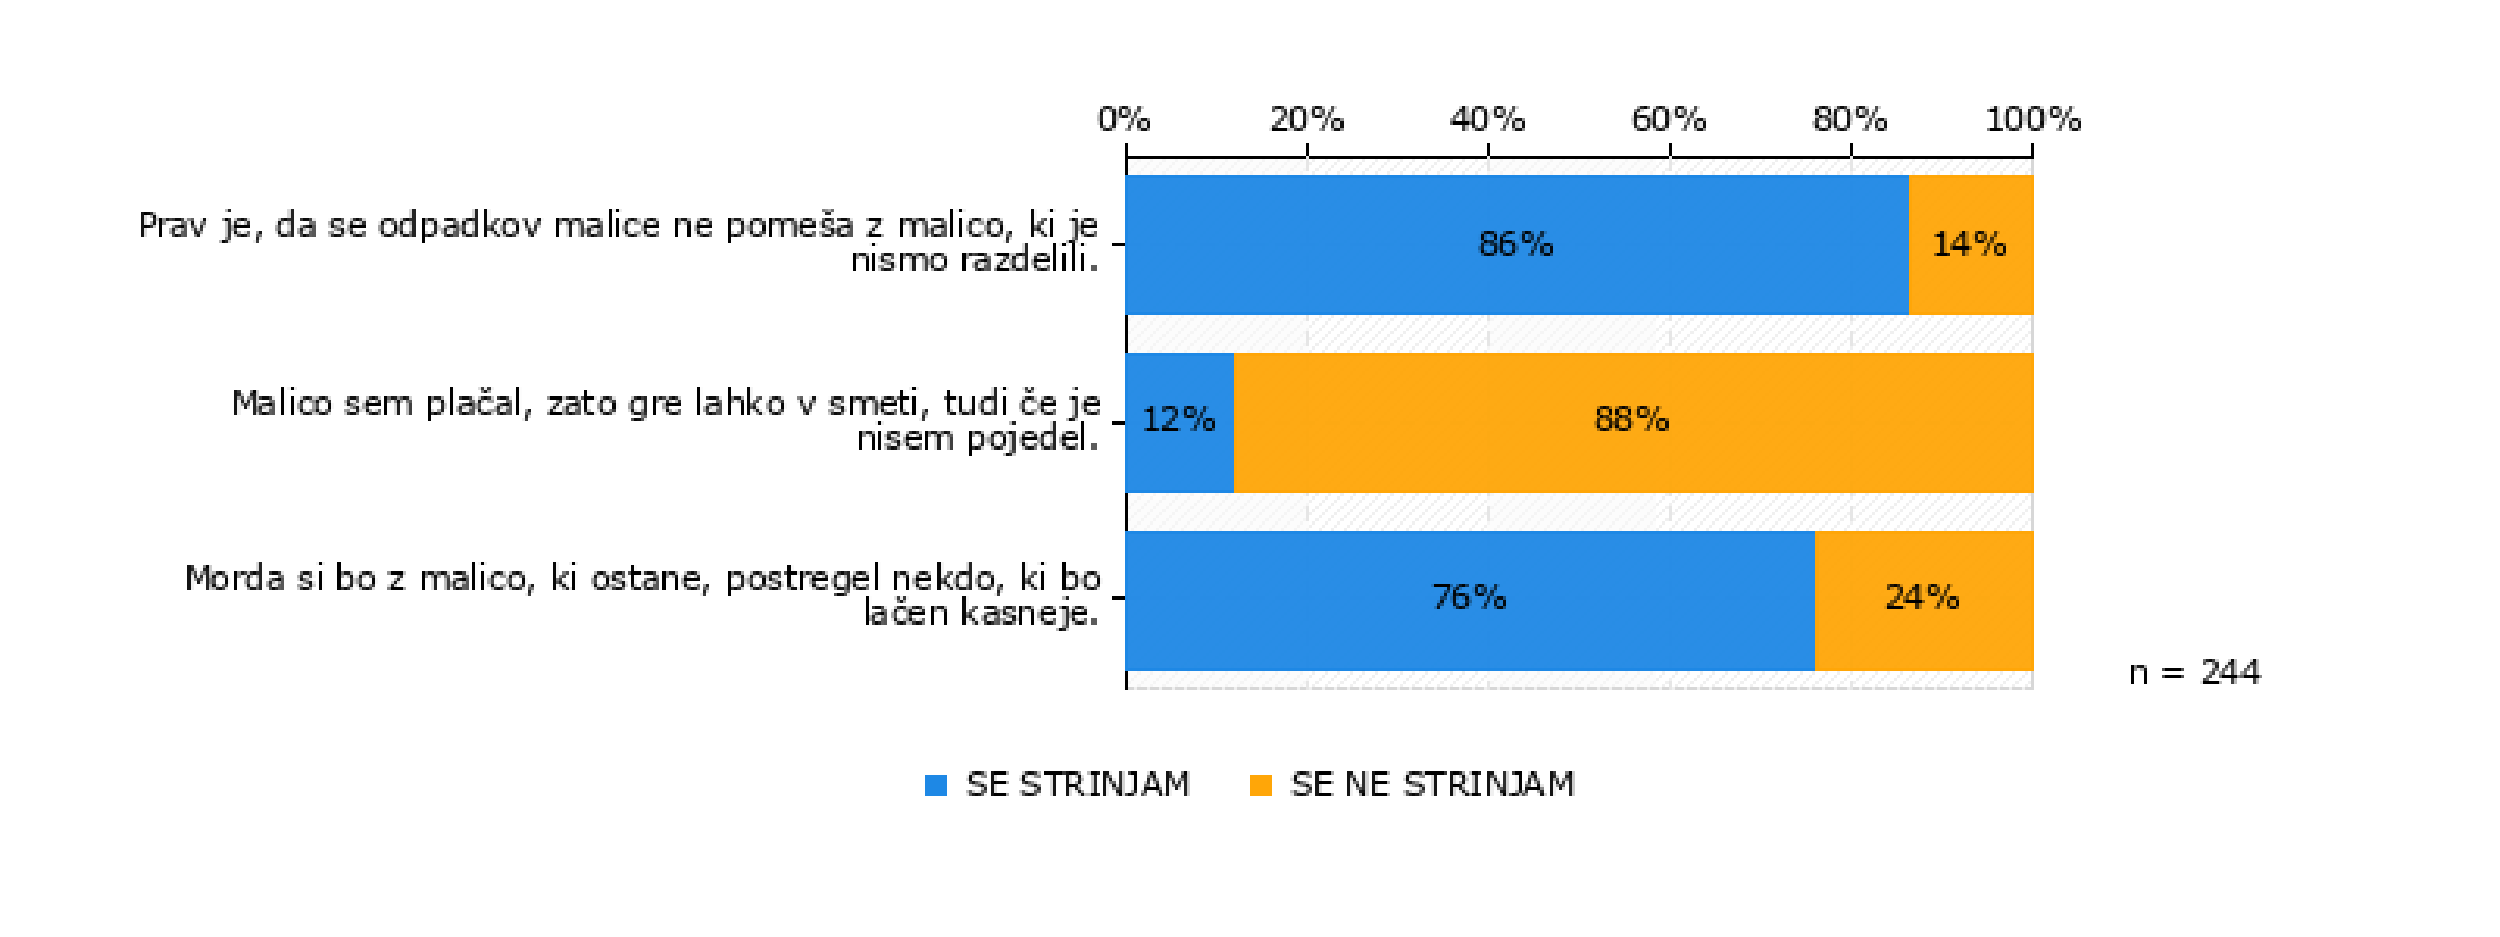 0% 20% 40% 60% 80% 100%
Prav je, da se odpadkov malice ne pomeša z malico, ki je
nismo razdelili.
86% 14%
Malico sem plačal, zato gre lahko v smeti, tudi če je
nisem pojedel.
12% 88%
Morda si bo z malico, ki ostane, postregel nekdo, ki bo
lačen kasneje.
76% 24%
n = 244
SE STRINJAM SE NE STRINJAM